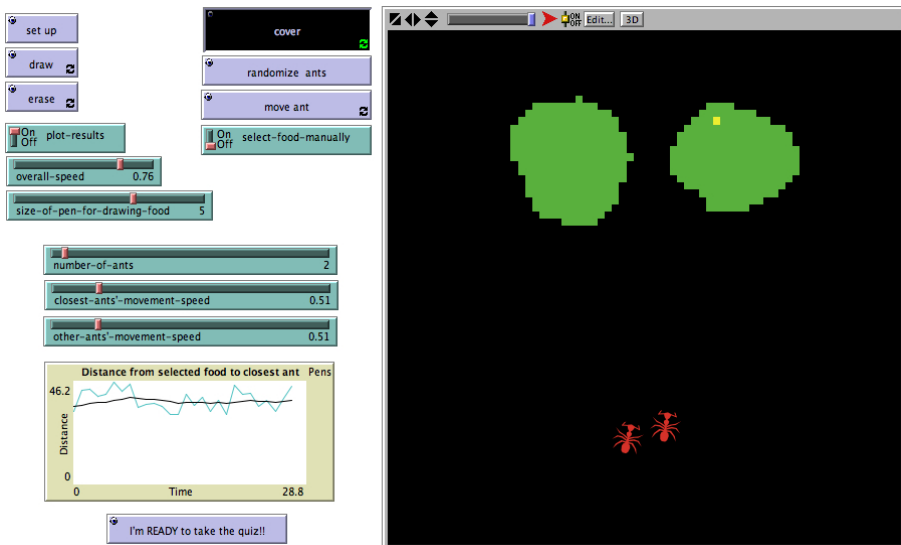 set up
cover
draw
randomize ants
erase
move ant
On
Off
plot-results
On
Off
select-food-manually
overall-speed 0.76
size-of-pen-for-drawing-food 5
number-of-ants 2
closest-ants'-movement-speed 0.51
other-ants'-movement-speed 0.51
Distance from selected food to closest ant Pens
46.2
Distance
0
0 Time 28.8
I'm READY to take the quiz!!
ON
OFF
Edit...
3D